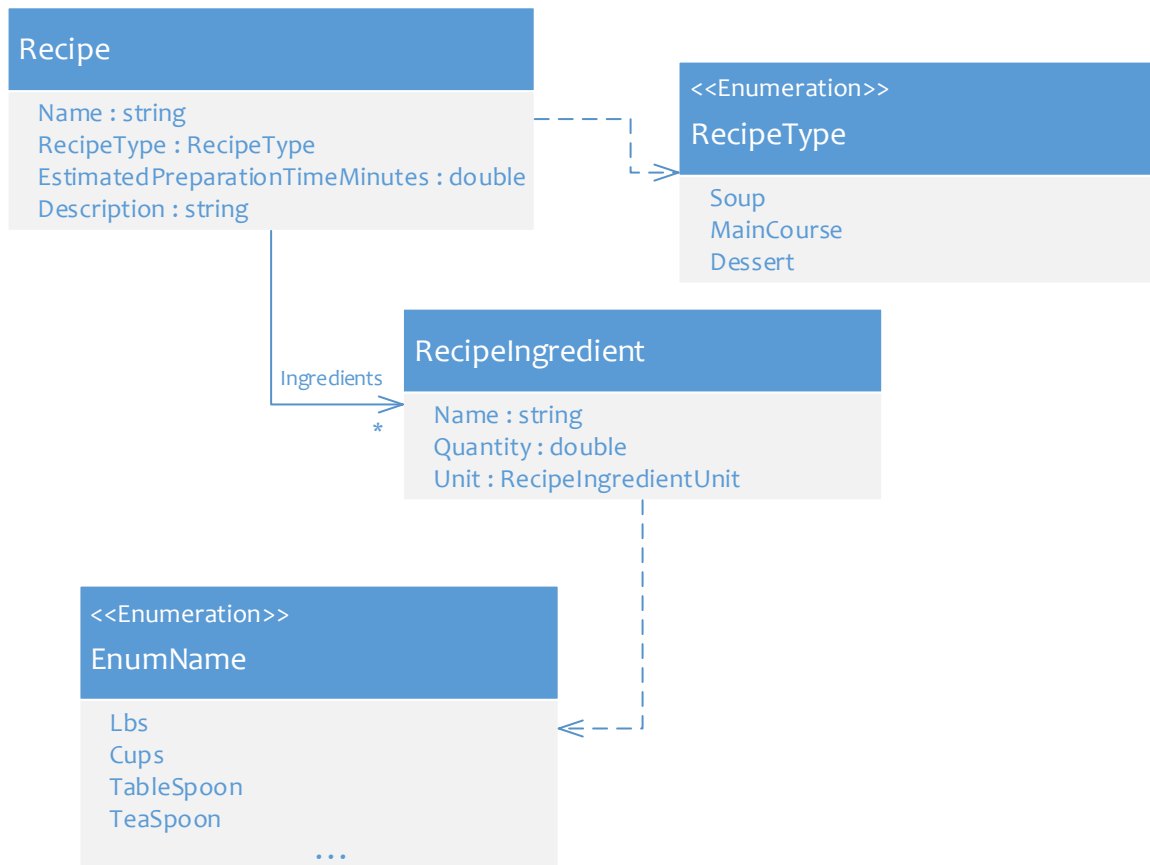 Recipe
Name : string
RecipeType : RecipeType
EstimatedPreparationTimeMinutes : double
Description : string
<<Enumeration>>
RecipeType
Soup
MainCourse
Dessert
Ingredients
*
RecipeIngredient
Name : string
Quantity : double
Unit : RecipeIngredientUnit
<<Enumeration>>
EnumName
Lbs
Cups
TableSpoon
TeaSpoon
...